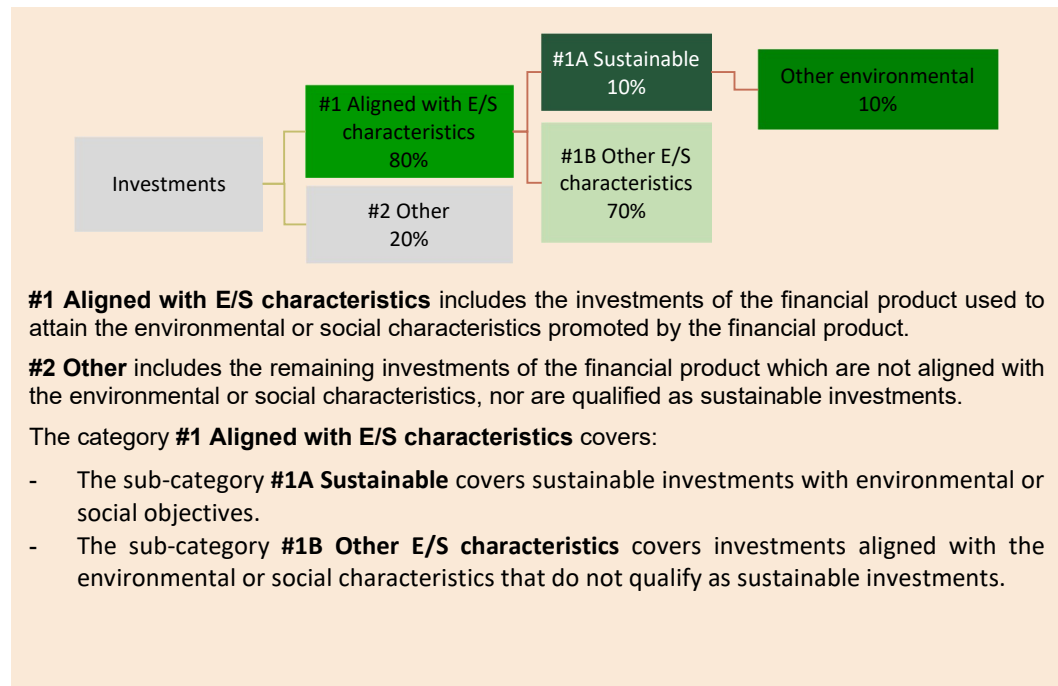 Investments
#1 Aligned with E/S
characteristics
80%
#2 Other
20%
#1A Sustainable
10%
#1B Other E/S
characteristics
70%
Other environmental
10%
#1 Aligned with E/S characteristics includes the investments of the financial product used to
attain the environmental or social characteristics promoted by the financial product.
#2 Other includes the remaining investments of the financial product which are not aligned with
the environmental or social characteristics, nor are qualified as sustainable investments.
The category #1 Aligned with E/S characteristics covers:
- The sub-category #1A Sustainable covers sustainable investments with environmental or
social objectives.
- The sub-category #1B Other E/S characteristics covers investments aligned with the
environmental or social characteristics that do not qualify as sustainable investments.